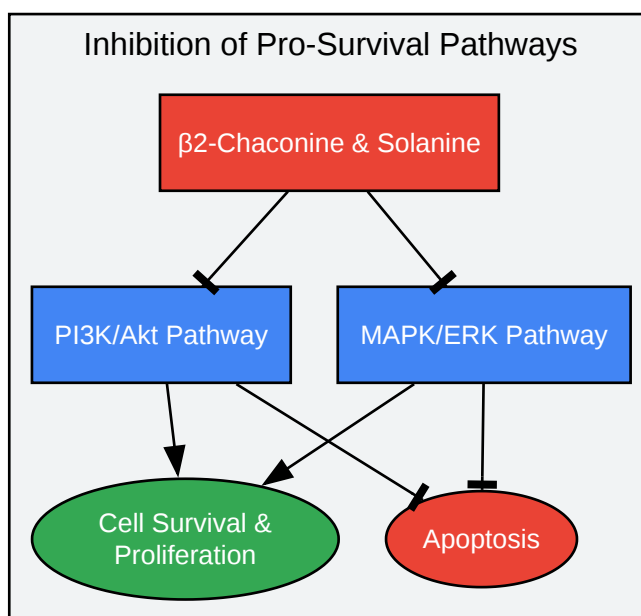 Inhibition of Pro-Survival Pathways
β2-Chaconine & Solanine
PI3K/Akt Pathway
MAPK/ERK Pathway
Cell Survival &
Proliferation
Apoptosis